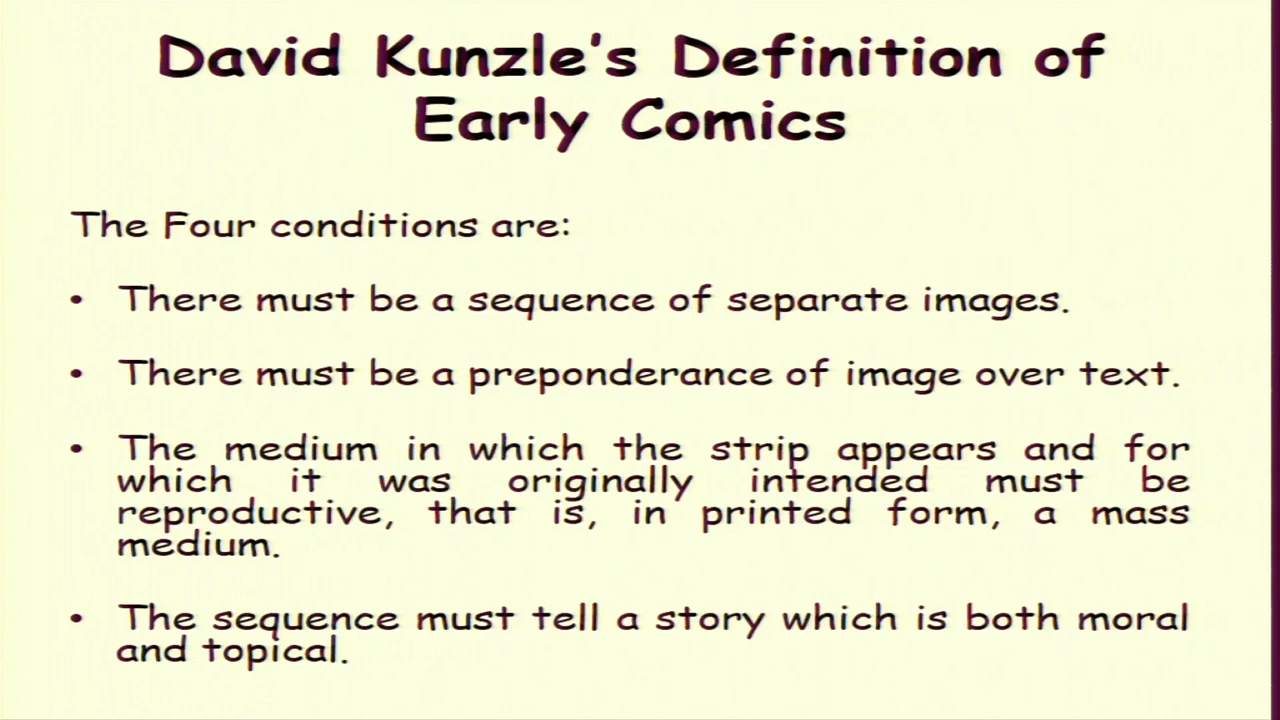 David Kunzle's Definition of
Early Comics
The Four conditions are:
• There must be a sequence of separate images.
• There must be a preponderance of image over text.
• The medium in which the strip appears and for
which it was originally intended must be
reproductive, that is, in printed form, a mass
medium.
• The sequence must tell a story which is both moral
and topical.